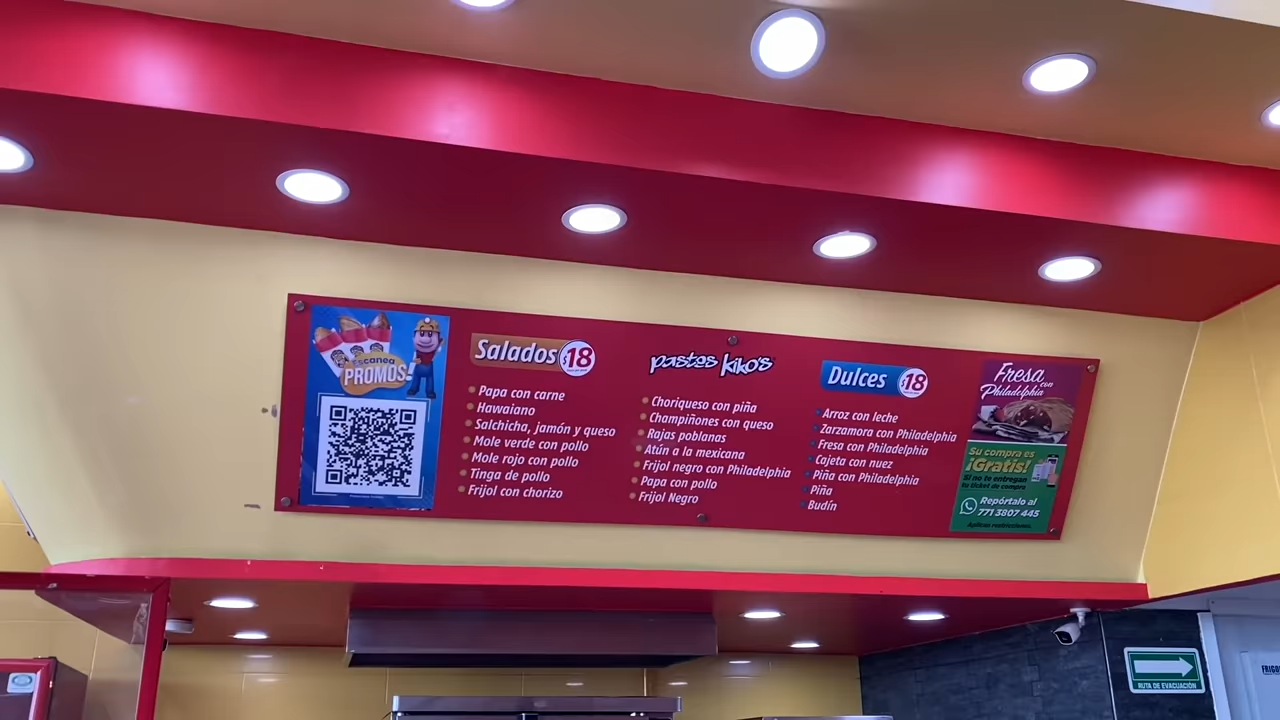 Escanea
PROMOS!
Salados $18
Papa con carne
Hawaiano
Salchicha, jamón y queso
Mole verde con pollo
Mole rojo con pollo
Tinga de pollo
Frijol con chorizo
pastes kiko's
Choriqueso con piña
Champiñones con queso
Rajas poblanas
Atún a la mexicana
Frijol negro con Philadelphia
Papa con pollo
Frijol Negro
Dulces $18
Arroz con leche
Zarzamora con Philadelphia
Fresa con Philadelphia
Cajeta con nuez
Piña con Philadelphia
Piña
Budín
Fresa con
Philadelphia
Su compra es
¡Gratis!
Si no te entregan
tu ticket de compra
Repórtalo al
771 3807 445
Aplican restricciones.
RUTA DE EVACUACIÓN